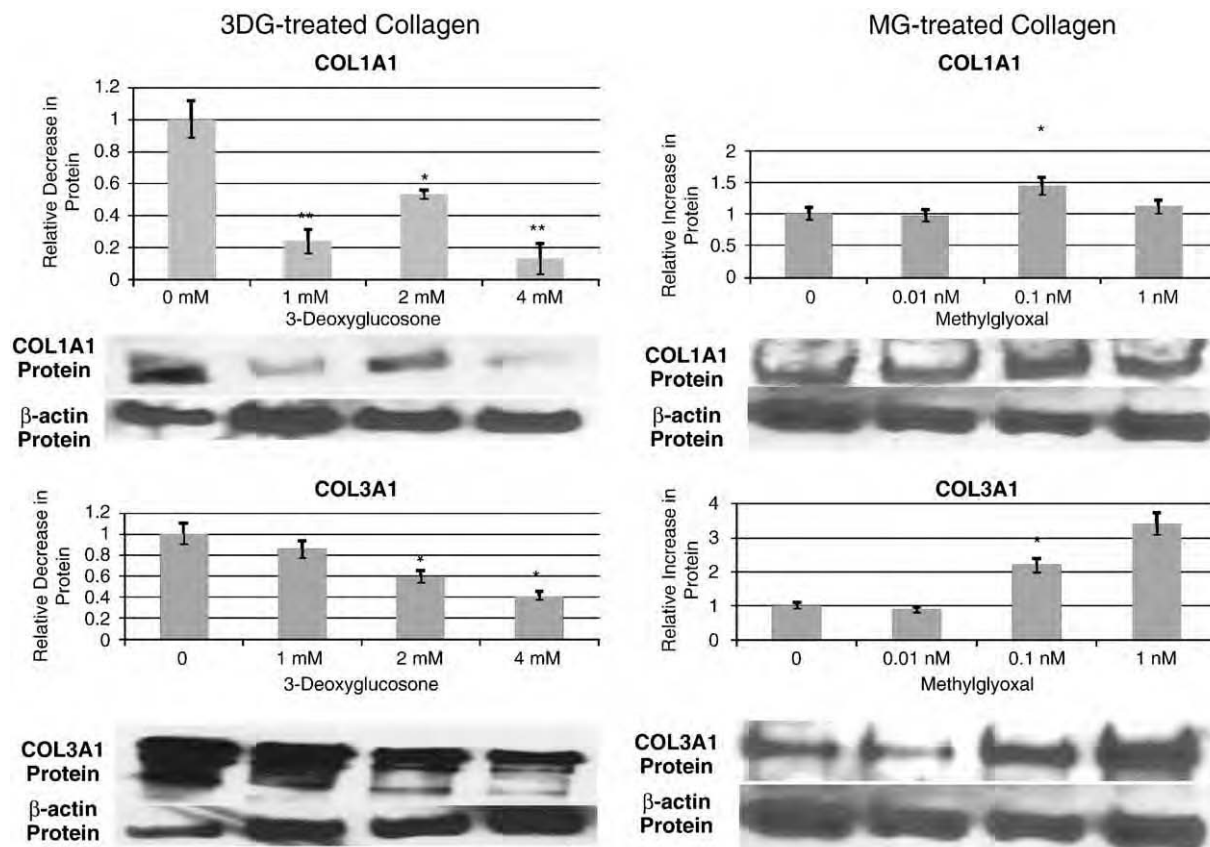 3DG-treated Collagen
COL1A1
Relative Decrease in
Protein
1.2
1
0.8
0.6
0.4
0.2
0
**
*
**
0 mM 1 mM 2 mM 4 mM
3-Deoxyglucosone
COL1A1
Protein
β-actin
Protein
COL3A1
Relative Decrease in
Protein
1.2
1
0.8
0.6
0.4
0.2
0
*
*
0 1 mM 2 mM 4 mM
3-Deoxyglucosone
COL3A1
Protein
β-actin
Protein
MG-treated Collagen
COL1A1
Relative Increase in
Protein
2
1.5
1
0.5
0
*
0 0.01 nM 0.1 nM 1 nM
Methylglyoxal
COL1A1
Protein
β-actin
Protein
COL3A1
Relative Increase in
Protein
4
3
2
1
0
*
0 0.01 nM 0.1 nM 1 nM
Methylglyoxal
COL3A1
Protein
β-actin
Protein